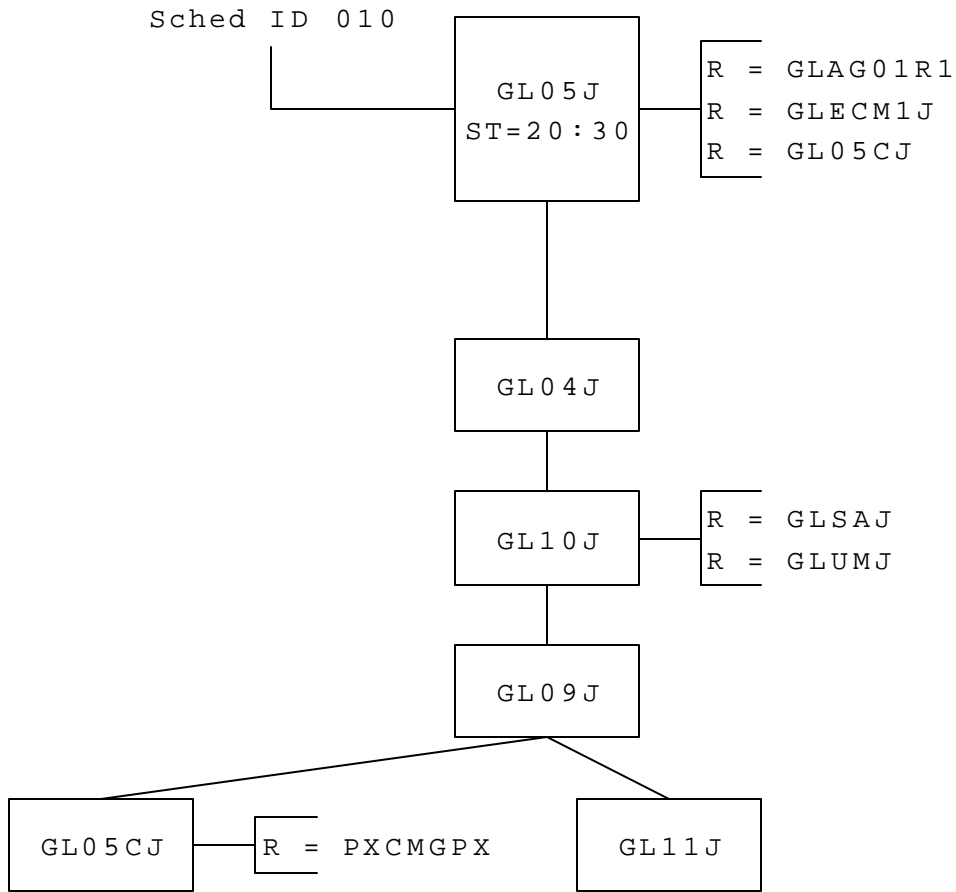 Sched ID 010
GL05J
ST=20:30
R = GLAG01R1
R = GLECM1J
R = GL05CJ
GL04J
GL10J
R = GLSAJ
R = GLUMJ
GL09J
GL05CJ
R = PXCMGPX
GL11J